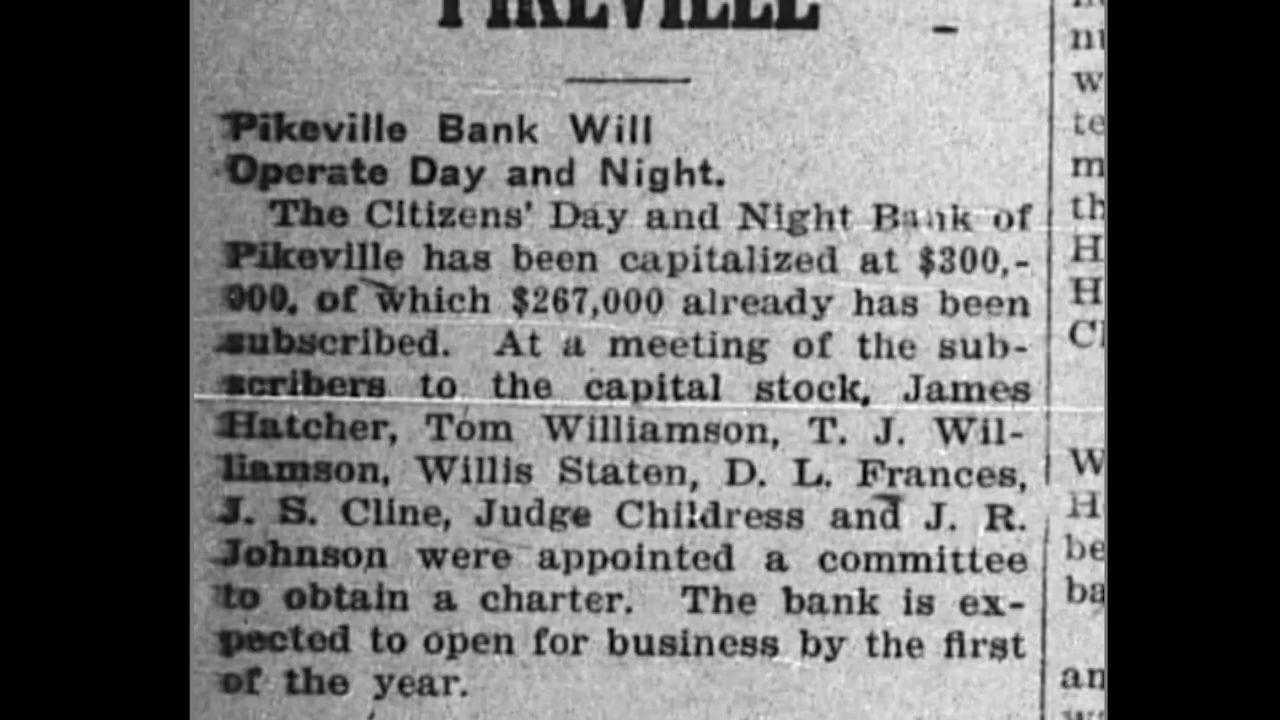 PIKEVILLE
Pikeville Bank Will
Operate Day and Night.
The Citizens' Day and Night Bank of
Pikeville has been capitalized at $300,-
000, of which $267,000 already has been
subscribed. At a meeting of the sub-
scribers to the capital stock, James
Hatcher, Tom Williamson, T. J. Wil-
liamson, Willis Staten, D. L. Frances,
J. S. Cline, Judge Childress and J. R.
Johnson were appointed a committee
to obtain a charter. The bank is ex-
pected to open for business by the first
of the year.